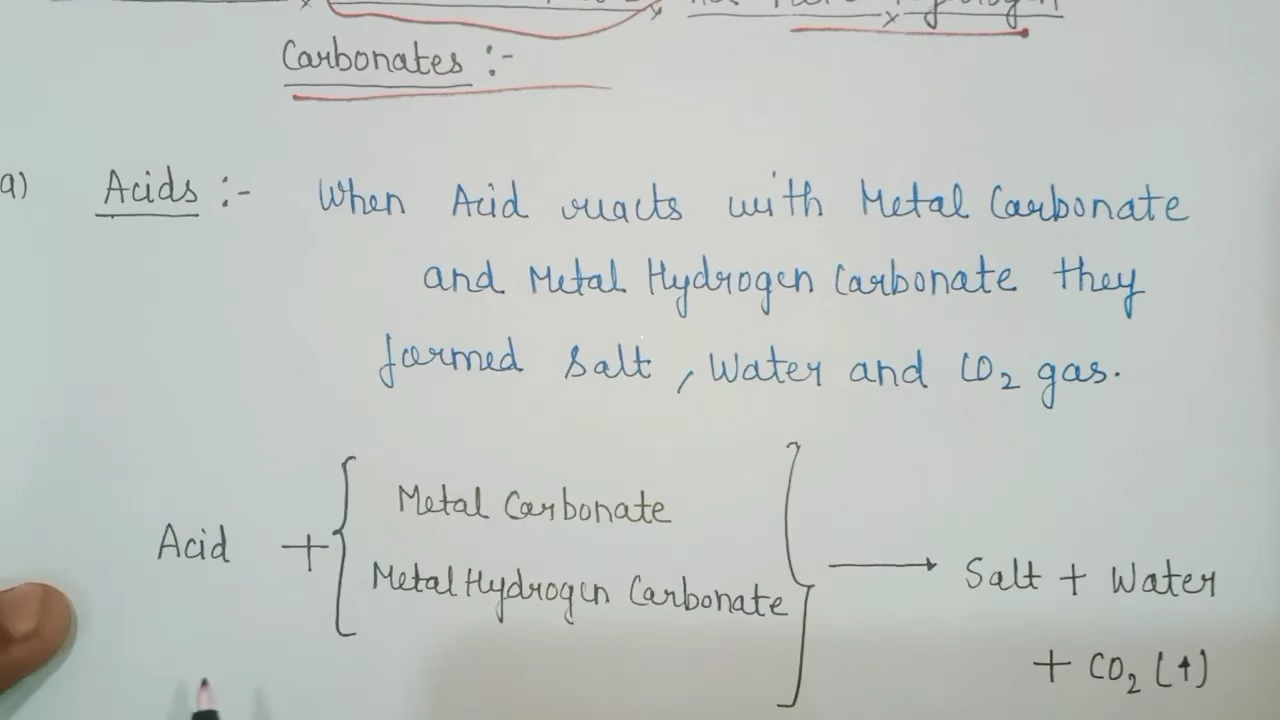 Carbonates :-
a) Acids :- When Acid reacts with Metal Carbonate
and Metal Hydrogen Carbonate they
formed Salt, Water and CO₂ gas.
Metal Carbonate
Acid + { Metal Hydrogen Carbonate } → Salt + Water
+ CO₂ (↑)